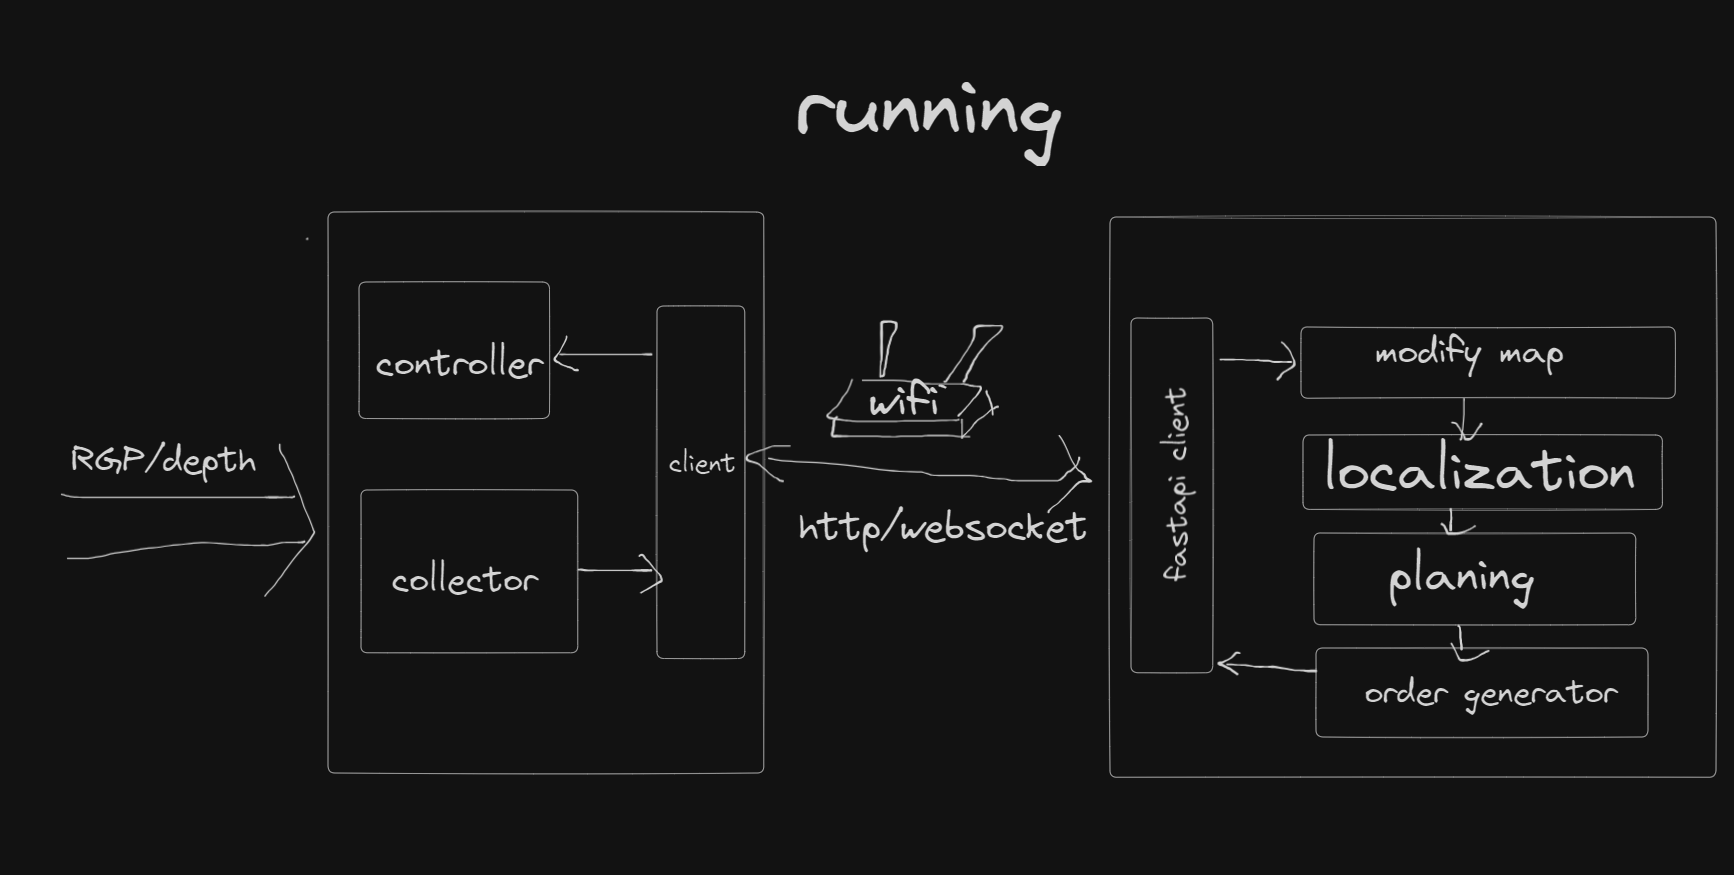 running
RGP/depth
controller
collector
client
wifi
http/websocket
fastapi client
modify map
localization
planing
order generator